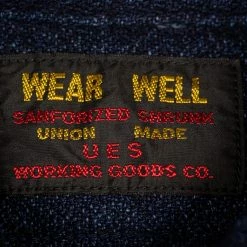 WEAR WELL
SANFORIZED SHRUNK
UNION MADE
UES
WORKING GOODS CO.